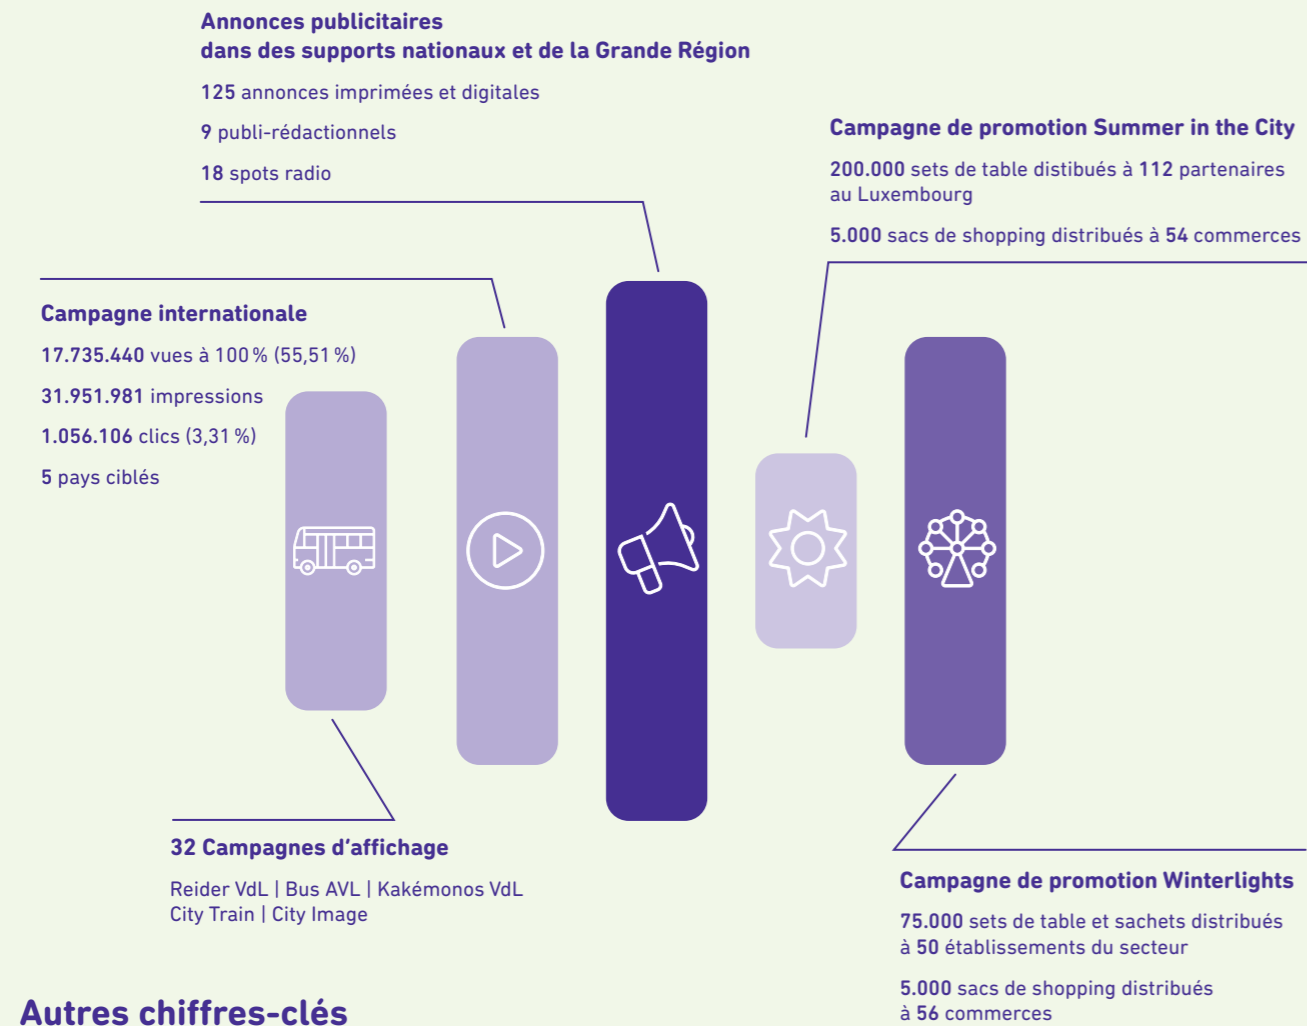 Annonces publicitaires
dans des supports nationaux et de la Grande Région
125 annonces imprimées et digitales
9 publi-rédactionnels
18 spots radio
Campagne de promotion Summer in the City
200.000 sets de table distibués à 112 partenaires
au Luxembourg
5.000 sacs de shopping distribués à 54 commerces
Campagne internationale
17.735.440 vues à 100 % (55,51 %)
31.951.981 impressions
1.056.106 clics (3,31 %)
5 pays ciblés
32 Campagnes d'affichage
Reider VdL | Bus AVL | Kakémonos VdL
City Train | City Image
Campagne de promotion Winterlights
75.000 sets de table et sachets distribués
à 50 établissements du secteur
5.000 sacs de shopping distribués
à 56 commerces
Autres chiffres-clés